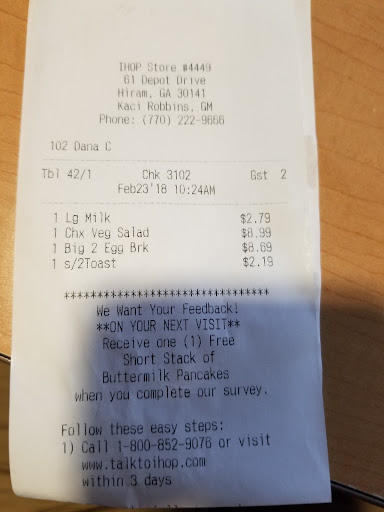 IHOP Store #4449
61 Depot Drive
Hiram, GA 30141
Kaci Robbins, GM
Phone: (770) 222-9666
102 Dana C
Tbl 42/1 Chk 3102 Gst 2
Feb23'18 10:24AM
1 Lg Milk $2.79
1 Chx Veg Salad $8.99
1 Big 2 Egg Brk $8.69
1 s/2Toast $2.19
******************************
We Want Your Feedback!
**ON YOUR NEXT VISIT**
Receive one (1) Free
Short Stack of
Buttermilk Pancakes
when you complete our survey.
Follow these easy steps:
1) Call 1-800-852-9076 or visit
www.talktoihop.com
within 3 days